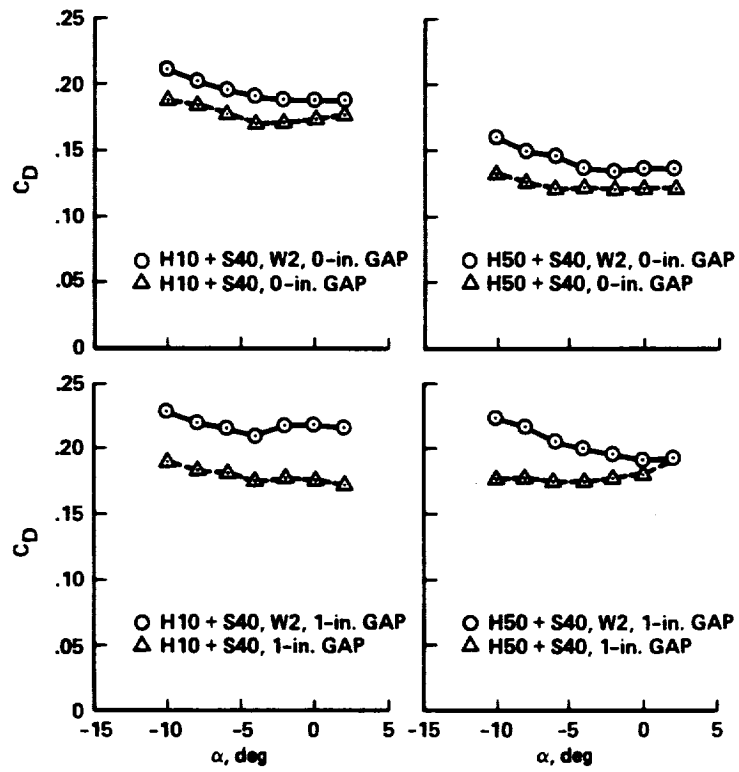 .25
.20
.15
.10
.05
0
C_D
H10 + S40, W2, 0-in. GAP
H10 + S40, 0-in. GAP
H50 + S40, W2, 0-in. GAP
H50 + S40, 0-in. GAP
.25
.20
.15
.10
.05
0
C_D
H10 + S40, W2, 1-in. GAP
H10 + S40, 1-in. GAP
H50 + S40, W2, 1-in. GAP
H50 + S40, 1-in. GAP
-15 -10 -5 0 5
-15 -10 -5 0 5
α, deg
α, deg